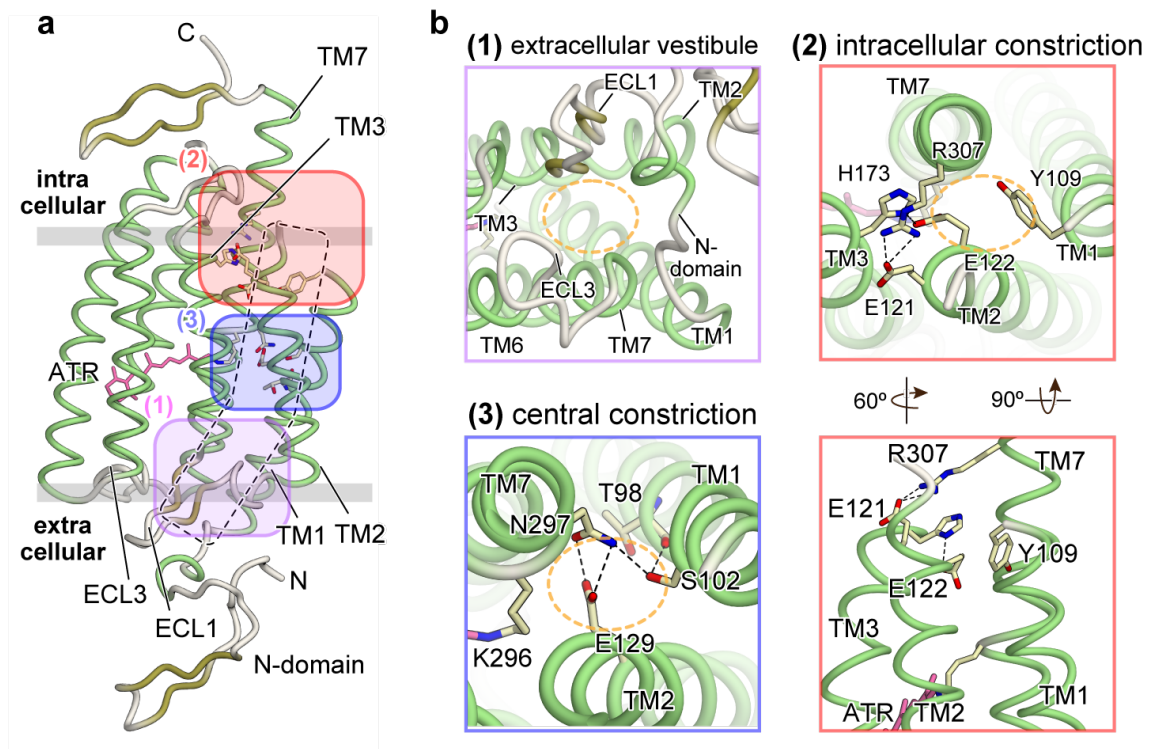 a
C
TM7
TM3
(2)
intra
cellular
(3)
ATR
(1)
extra
cellular
TM1
TM2
ECL3
N
ECL1
N-domain
b
(1) extracellular vestibule
ECL1
TM2
TM3
N-
domain
ECL3
TM6
TM7
TM1
(2) intracellular constriction
TM7
R307
H173
Y109
TM3
E122
TM1
E121
TM2
60º
90º
(3) central constriction
TM7
T98
TM1
N297
S102
E129
K296
TM2
R307
TM7
E121
Y109
E122
TM3
ATR
TM2
TM1